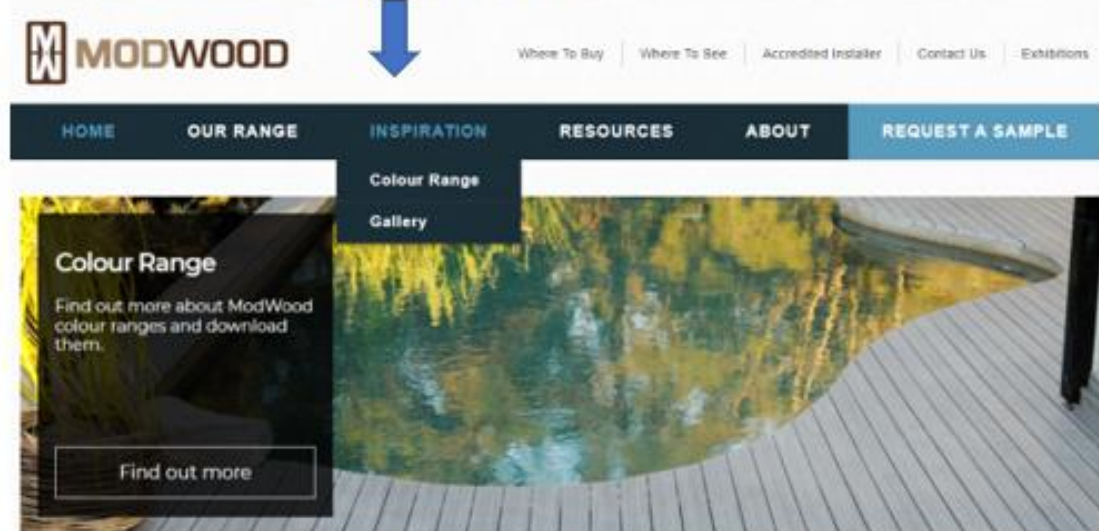 MODWOOD
Where To Buy Where To See Accredited Installer Contact Us Exhibitions
HOME OUR RANGE INSPIRATION RESOURCES ABOUT REQUEST A SAMPLE
Colour Range
Gallery
Colour Range
Find out more about ModWood
colour ranges and download
them.
Find out more